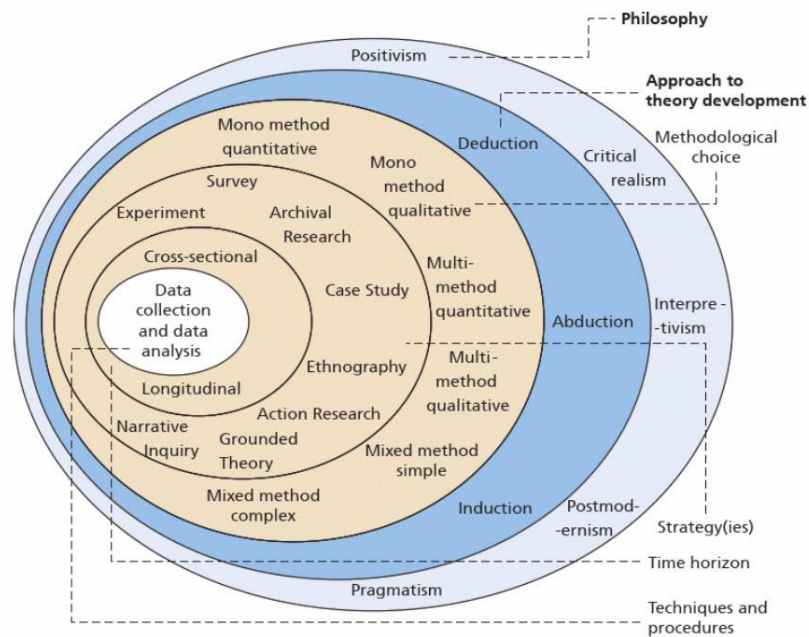 Philosophy
Positivism
Approach to
theory development
Mono method
quantitative
Deduction
Methodological
choice
Critical
realism
Mono
method
qualitative
Survey
Experiment
Archival
Research
Cross-sectional
Multi-
method
quantitative
Data
collection
and data
analysis
Case Study
Abduction
Interpre -
-tivism
Ethnography
Multi-
method
qualitative
Longitudinal
Action Research
Narrative
Inquiry
Grounded
Theory
Mixed method
simple
Mixed method
complex
Induction
Postmod-
-ernism
Strategy(ies)
Time horizon
Pragmatism
Techniques and
procedures